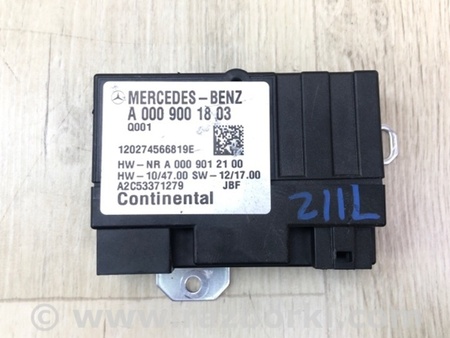 MERCEDES-BENZ
A 000 900 18 03
Q001
120274566819E
HW-NR A 000 901 21 00
HW-10/47.00 SW-12/17.00
A2C53371279 JBF
Continental
211L